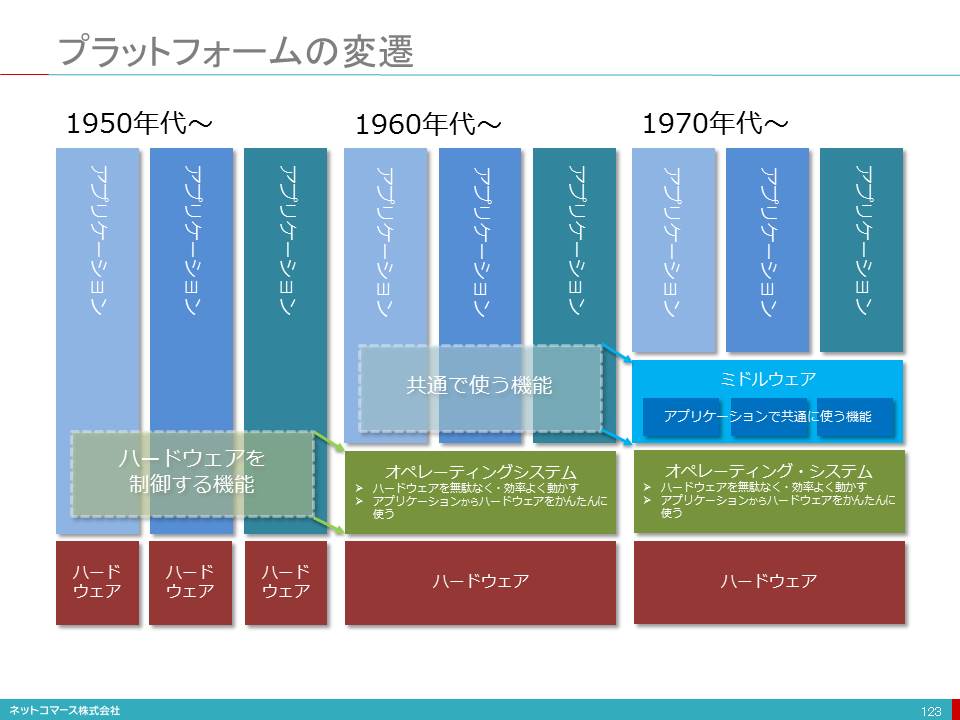 プラットフォームの変遷
1950年代～
1960年代～
1970年代～
アプリケーション
アプリケーション
アプリケーション
ハードウェアを
制御する機能
ハード
ウェア
ハード
ウェア
ハード
ウェア
アプリケーション
アプリケーション
アプリケーション
共通で使う機能
オペレーティングシステム
➢ ハードウェアを無駄なく・効率よく動かす
➢ アプリケーションからハードウェアをかんたんに
使う
ハードウェア
アプリケーション
アプリケーション
アプリケーション
ミドルウェア
アプリケーションで共通に使う機能
オペレーティング・システム
➢ ハードウェアを無駄なく・効率よく動かす
➢ アプリケーションからハードウェアをかんたんに
使う
ハードウェア
ネットコマース株式会社
123